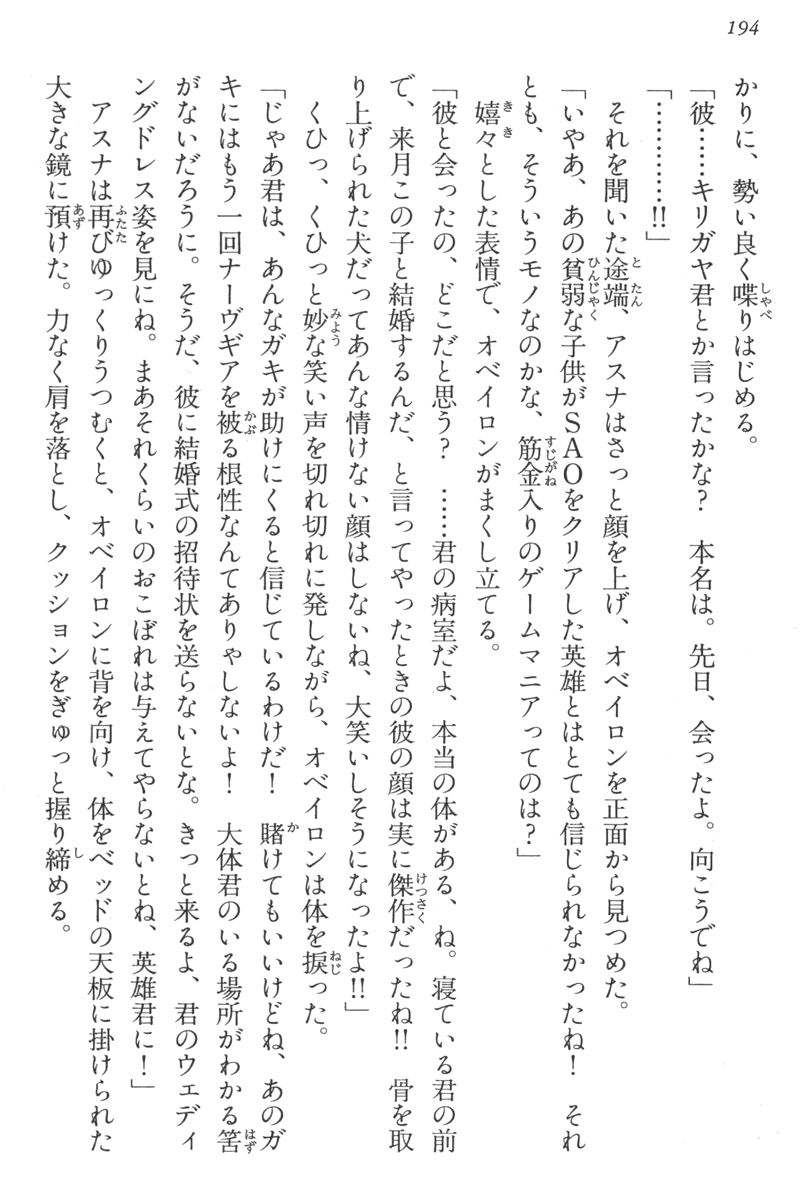 194
かりに、勢い良く喋りはじめる。
「彼……キリガヤ君とか言ったかな？　本名は。先日、会ったよ。向こうでね」
「…………!!」
それを聞いた途端、アスナはさっと顔を上げ、オベイロンを正面から見つめた。
「いやあ、あの貧弱な子供がＳＡＯをクリアした英雄とはとても信じられなかったね！　それ
とも、そういうモノなのかな、筋金入りのゲームマニアってのは？」
嬉々とした表情で、オベイロンがまくし立てる。
「彼と会ったの、どこだと思う？　……君の病室だよ、本当の体がある、ね。寝ている君の前
で、来月この子と結婚するんだ、と言ってやったときの彼の顔は実に傑作だったね!!　骨を取
り上げられた犬だってあんな情けない顔はしないね、大笑いしそうになったよ!!」
くひっ、くひっと妙な笑い声を切れ切れに発しながら、オベイロンは体を捩った。
「じゃあ君は、あんなガキが助けにくると信じているわけだ！　賭けてもいいけどね、あのガ
キにはもう一回ナーヴギアを被る根性なんてありゃしないよ！　大体君のいる場所がわかる筈
がないだろうに。そうだ、彼に結婚式の招待状を送らないとな。きっと来るよ、君のウェディ
ングドレス姿を見にね。まあそれくらいのおこぼれは与えてやらないとね、英雄君に！」
アスナは再びゆっくりうつむくと、オベイロンに背を向け、体をベッドの天板に掛けられた
大きな鏡に預けた。力なく肩を落とし、クッションをぎゅっと握り締める。